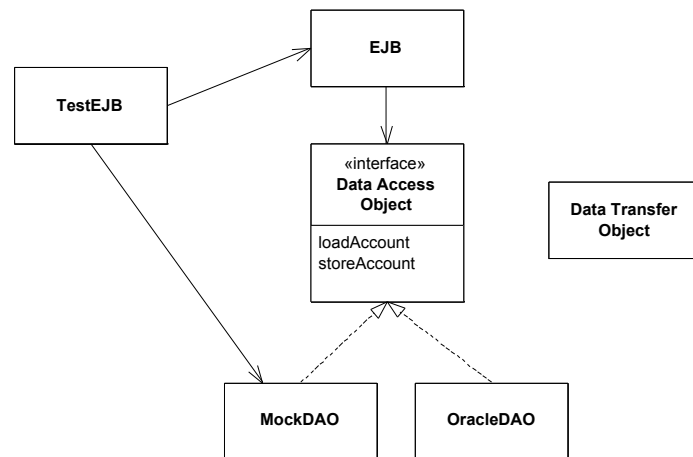 EJB
TestEJB
«interface»
Data Access
Object
loadAccount
storeAccount
Data Transfer
Object
MockDAO
OracleDAO